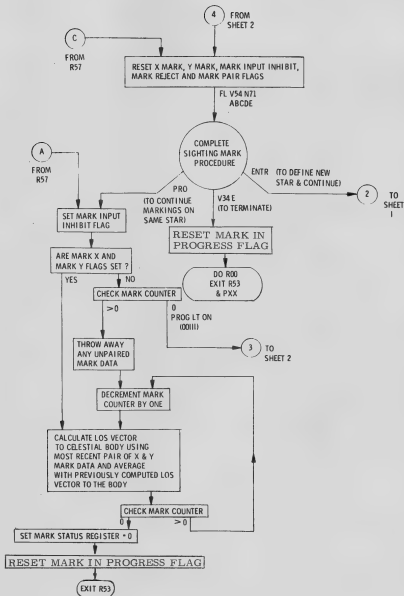 4
FROM
SHEET 2
C
FROM
R57
RESET X MARK, Y MARK, MARK INPUT INHIBIT,
MARK REJECT AND MARK PAIR FLAGS
FL V54 N71
ABCDE
COMPLETE
SIGHTING MARK
PROCEDURE
A
FROM
R57
ENTR (TO DEFINE NEW
STAR & CONTINUE)
2
TO
SHEET
1
PRO
(TO CONTINUE
MARKINGS ON
SAME STAR)
V34 E
(TO TERMINATE)
SET MARK INPUT
INHIBIT FLAG
RESET MARK IN
PROGRESS FLAG
ARE MARK X AND
MARK Y FLAGS SET ?
DO R00
EXIT R53
& PXX
YES
NO
CHECK MARK COUNTER
>0
0
PROG LT ON
(00111)
3
TO
SHEET 2
THROW AWAY
ANY UNPAIRED
MARK DATA
DECREMENT MARK
COUNTER BY ONE
CALCULATE LOS VECTOR
TO CELESTIAL BODY USING
MOST RECENT PAIR OF X & Y
MARK DATA AND AVERAGE
WITH PREVIOUSLY COMPUTED LOS
VECTOR TO THE BODY
CHECK MARK COUNTER
0
>0
SET MARK STATUS REGISTER = 0
RESET MARK IN PROGRESS FLAG
EXIT R53